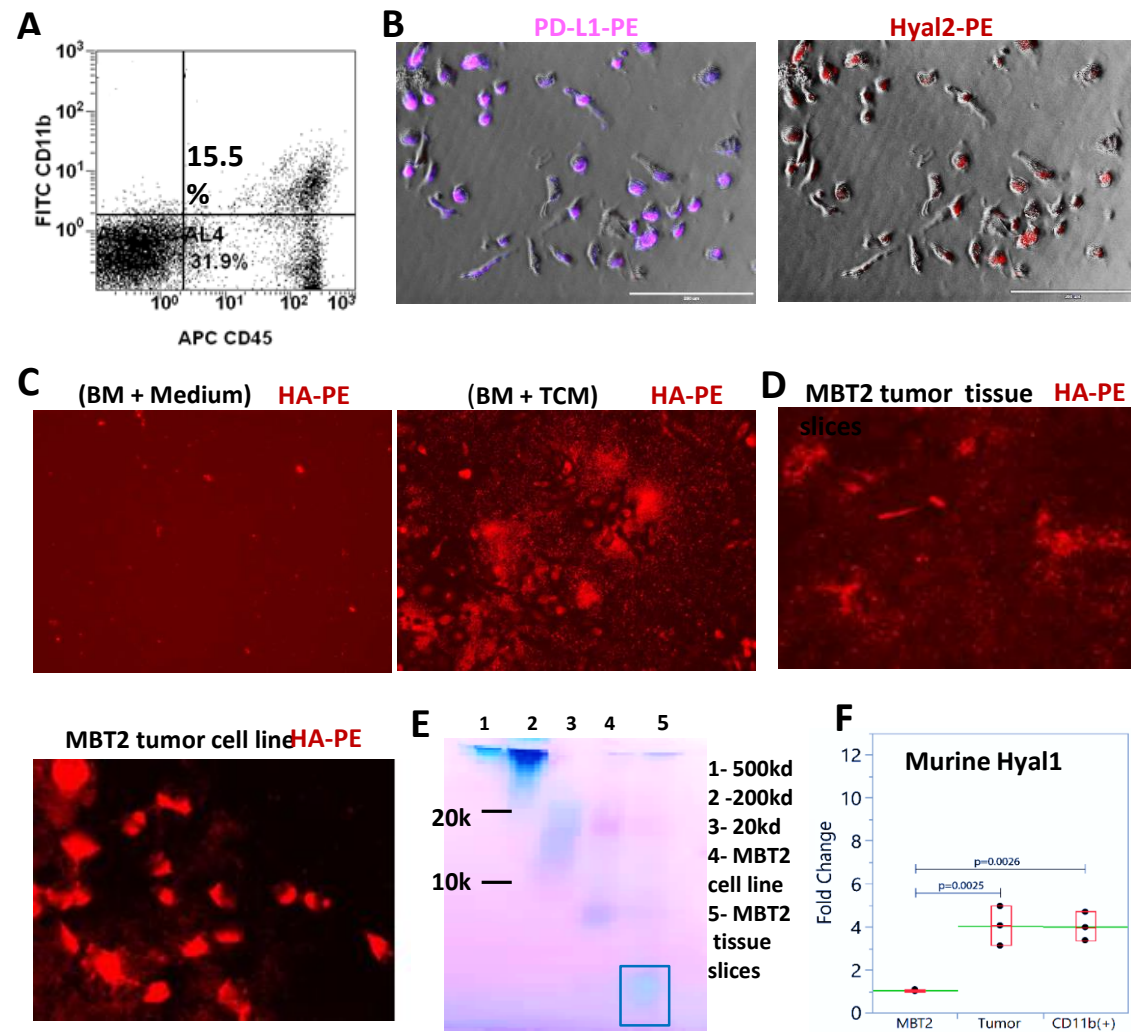 A
10³
10²
10¹
10⁰
FITC CD11b
15.5
%
AL4
31.9%
10⁰ 10¹ 10² 10³
APC CD45
B
PD-L1-PE
Hyal2-PE
C
(BM + Medium) HA-PE
(BM + TCM) HA-PE
D
MBT2 tumor tissue HA-PE
slices
MBT2 tumor cell line HA-PE
E
1 2 3 4 5
20k
10k
1- 500kd
2 -200kd
3- 20kd
4- MBT2
cell line
5- MBT2
tissue
slices
F
Murine Hyal1
12
10
8
6
4
2
0
Fold Change
p=0.0026
p=0.0025
MBT2 Tumor CD11b(+)